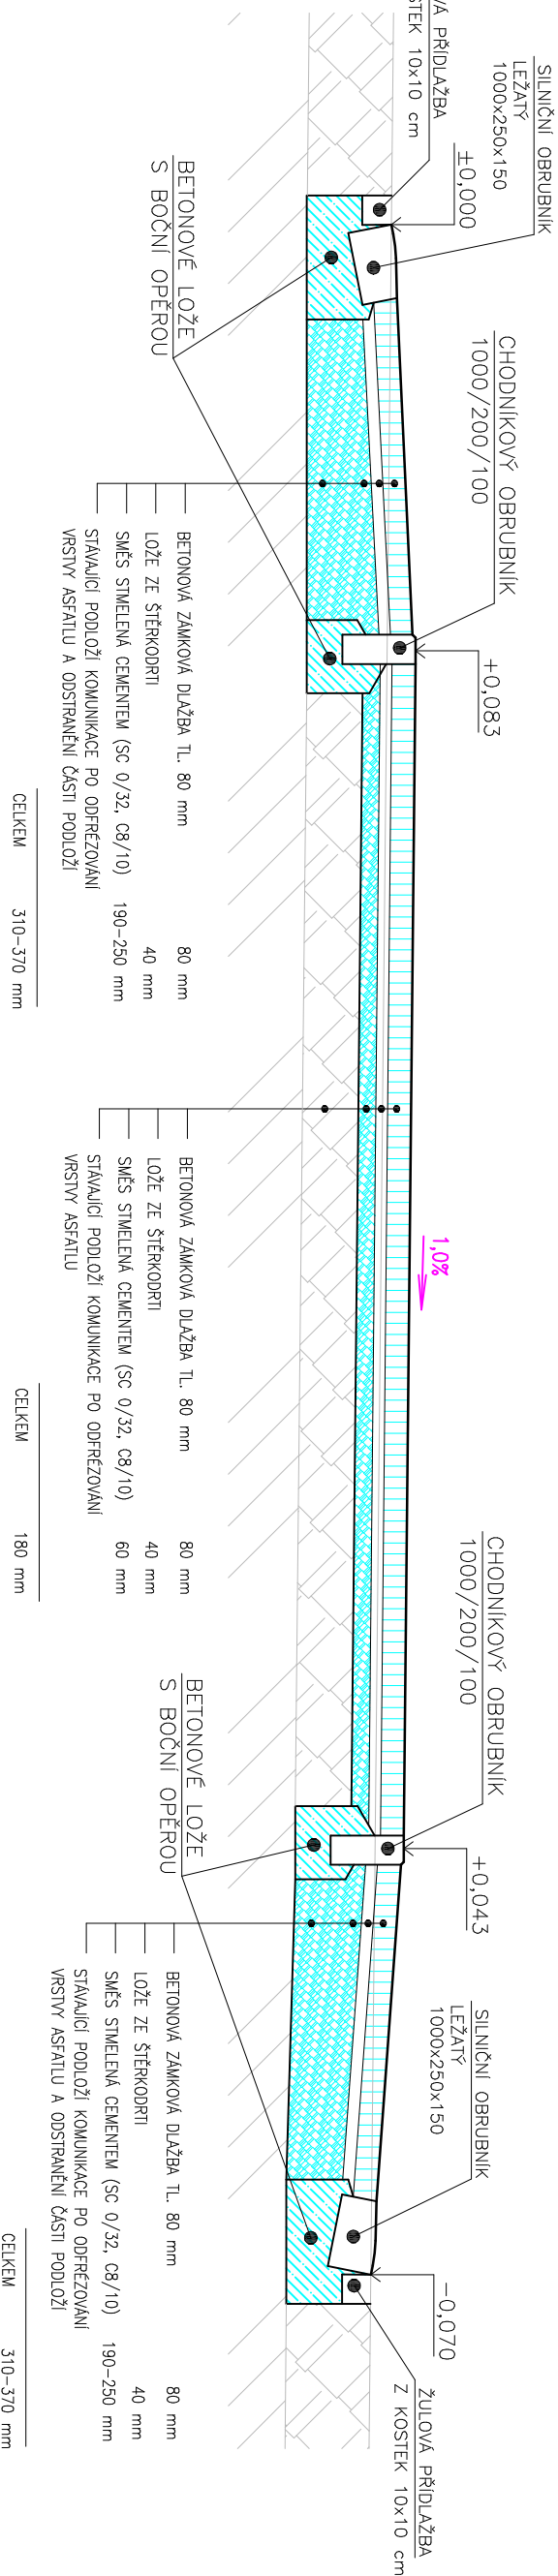 VÁ PŘÍDLAŽBA
STEK 10x10 cm
SILNIČNÍ OBRUBNÍK
LEŽATÝ
1000x250x150
±0,000
CHODNÍKOVÝ OBRUBNÍK
1000/200/100
+0,083
1,0%
CHODNÍKOVÝ OBRUBNÍK
1000/200/100
+0,043
SILNIČNÍ OBRUBNÍK
LEŽATÝ
1000x250x150
-0,070
ŽULOVÁ PŘÍDLAŽBA
Z KOSTEK 10x10 cm
BETONOVÉ LOŽE
S BOČNÍ OPĚROU
BETONOVÁ ZÁMKOVÁ DLAŽBA TL. 80 mm 80 mm
LOŽE ZE ŠTĚRKODRTI 40 mm
SMĚS STMELENÁ CEMENTEM (SC 0/32, C8/10) 190-250 mm
STÁVAJÍCÍ PODLOŽÍ KOMUNIKACE PO ODFRÉZOVÁNÍ
VRSTVY ASFATLU A ODSTRANĚNÍ ČÁSTI PODLOŽÍ
CELKEM 310-370 mm
BETONOVÁ ZÁMKOVÁ DLAŽBA TL. 80 mm 80 mm
LOŽE ZE ŠTĚRKODRTI 40 mm
SMĚS STMELENÁ CEMENTEM (SC 0/32, C8/10) 60 mm
STÁVAJÍCÍ PODLOŽÍ KOMUNIKACE PO ODFRÉZOVÁNÍ
VRSTVY ASFATLU
CELKEM 180 mm
BETONOVÉ LOŽE
S BOČNÍ OPĚROU
BETONOVÁ ZÁMKOVÁ DLAŽBA TL. 80 mm 80 mm
LOŽE ZE ŠTĚRKODRTI 40 mm
SMĚS STMELENÁ CEMENTEM (SC 0/32, C8/10) 190-250 mm
STÁVAJÍCÍ PODLOŽÍ KOMUNIKACE PO ODFRÉZOVÁNÍ
VRSTVY ASFATLU A ODSTRANĚNÍ ČÁSTI PODLOŽÍ
CELKEM 310-370 mm